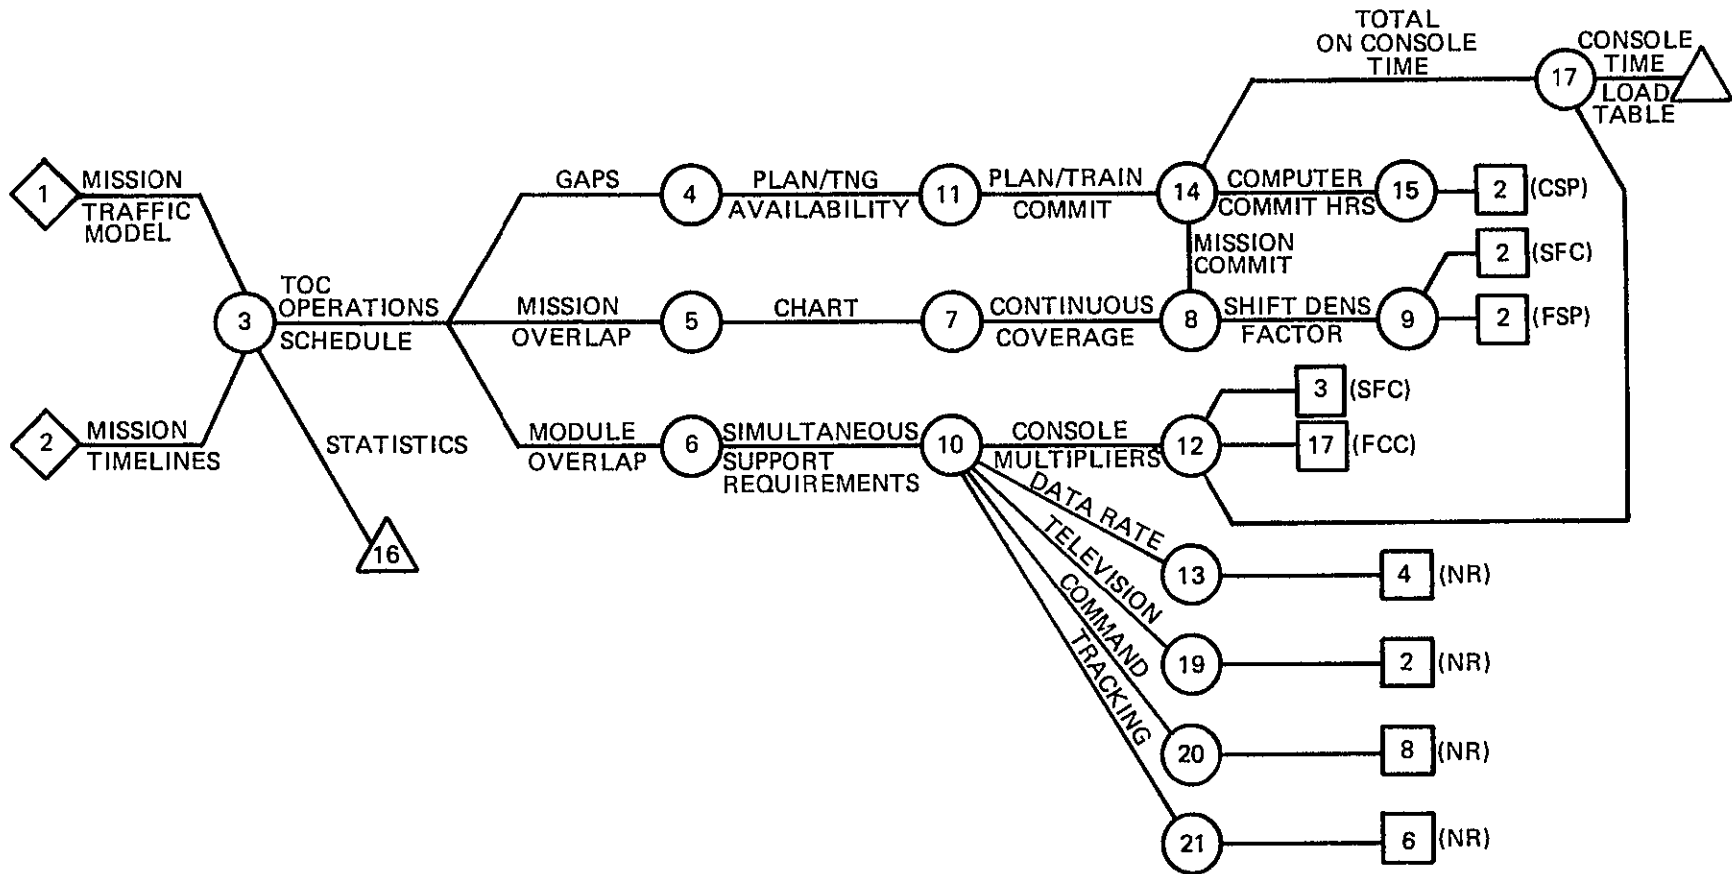 TOTAL
ON CONSOLE
TIME
17
CONSOLE
TIME
LOAD
TABLE
1
MISSION
TRAFFIC
MODEL
GAPS
4
PLAN/TNG
AVAILABILITY
11
PLAN/TRAIN
COMMIT
14
COMPUTER
COMMIT HRS
15
2 (CSP)
MISSION
COMMIT
2 (SFC)
3
TOC
OPERATIONS
SCHEDULE
MISSION
OVERLAP
5
CHART
7
CONTINUOUS
COVERAGE
8
SHIFT DENS
FACTOR
9
2 (FSP)
3 (SFC)
2
MISSION
TIMELINES
STATISTICS
16
MODULE
OVERLAP
6
SIMULTANEOUS
SUPPORT
REQUIREMENTS
10
CONSOLE
MULTIPLIERS
12
17 (FCC)
DATA RATE
13
4 (NR)
TELEVISION
19
2 (NR)
COMMAND
20
8 (NR)
TRACKING
21
6 (NR)